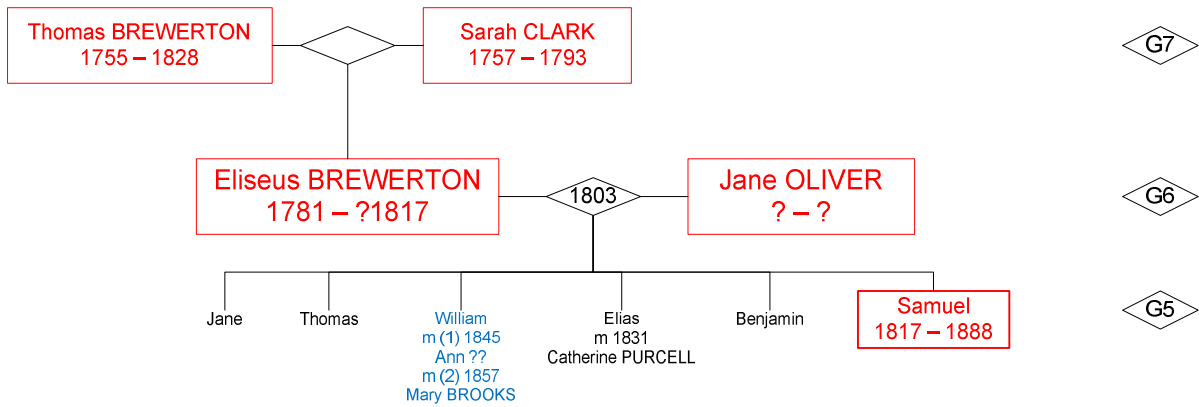 Thomas BREWERTON
1755 – 1828
Sarah CLARK
1757 – 1793
G7
Eliseus BREWERTON
1781 – ?1817
1803
Jane OLIVER
? – ?
G6
Jane
Thomas
William
m (1) 1845
Ann ??
m (2) 1857
Mary BROOKS
Elias
m 1831
Catherine PURCELL
Benjamin
Samuel
1817 – 1888
G5